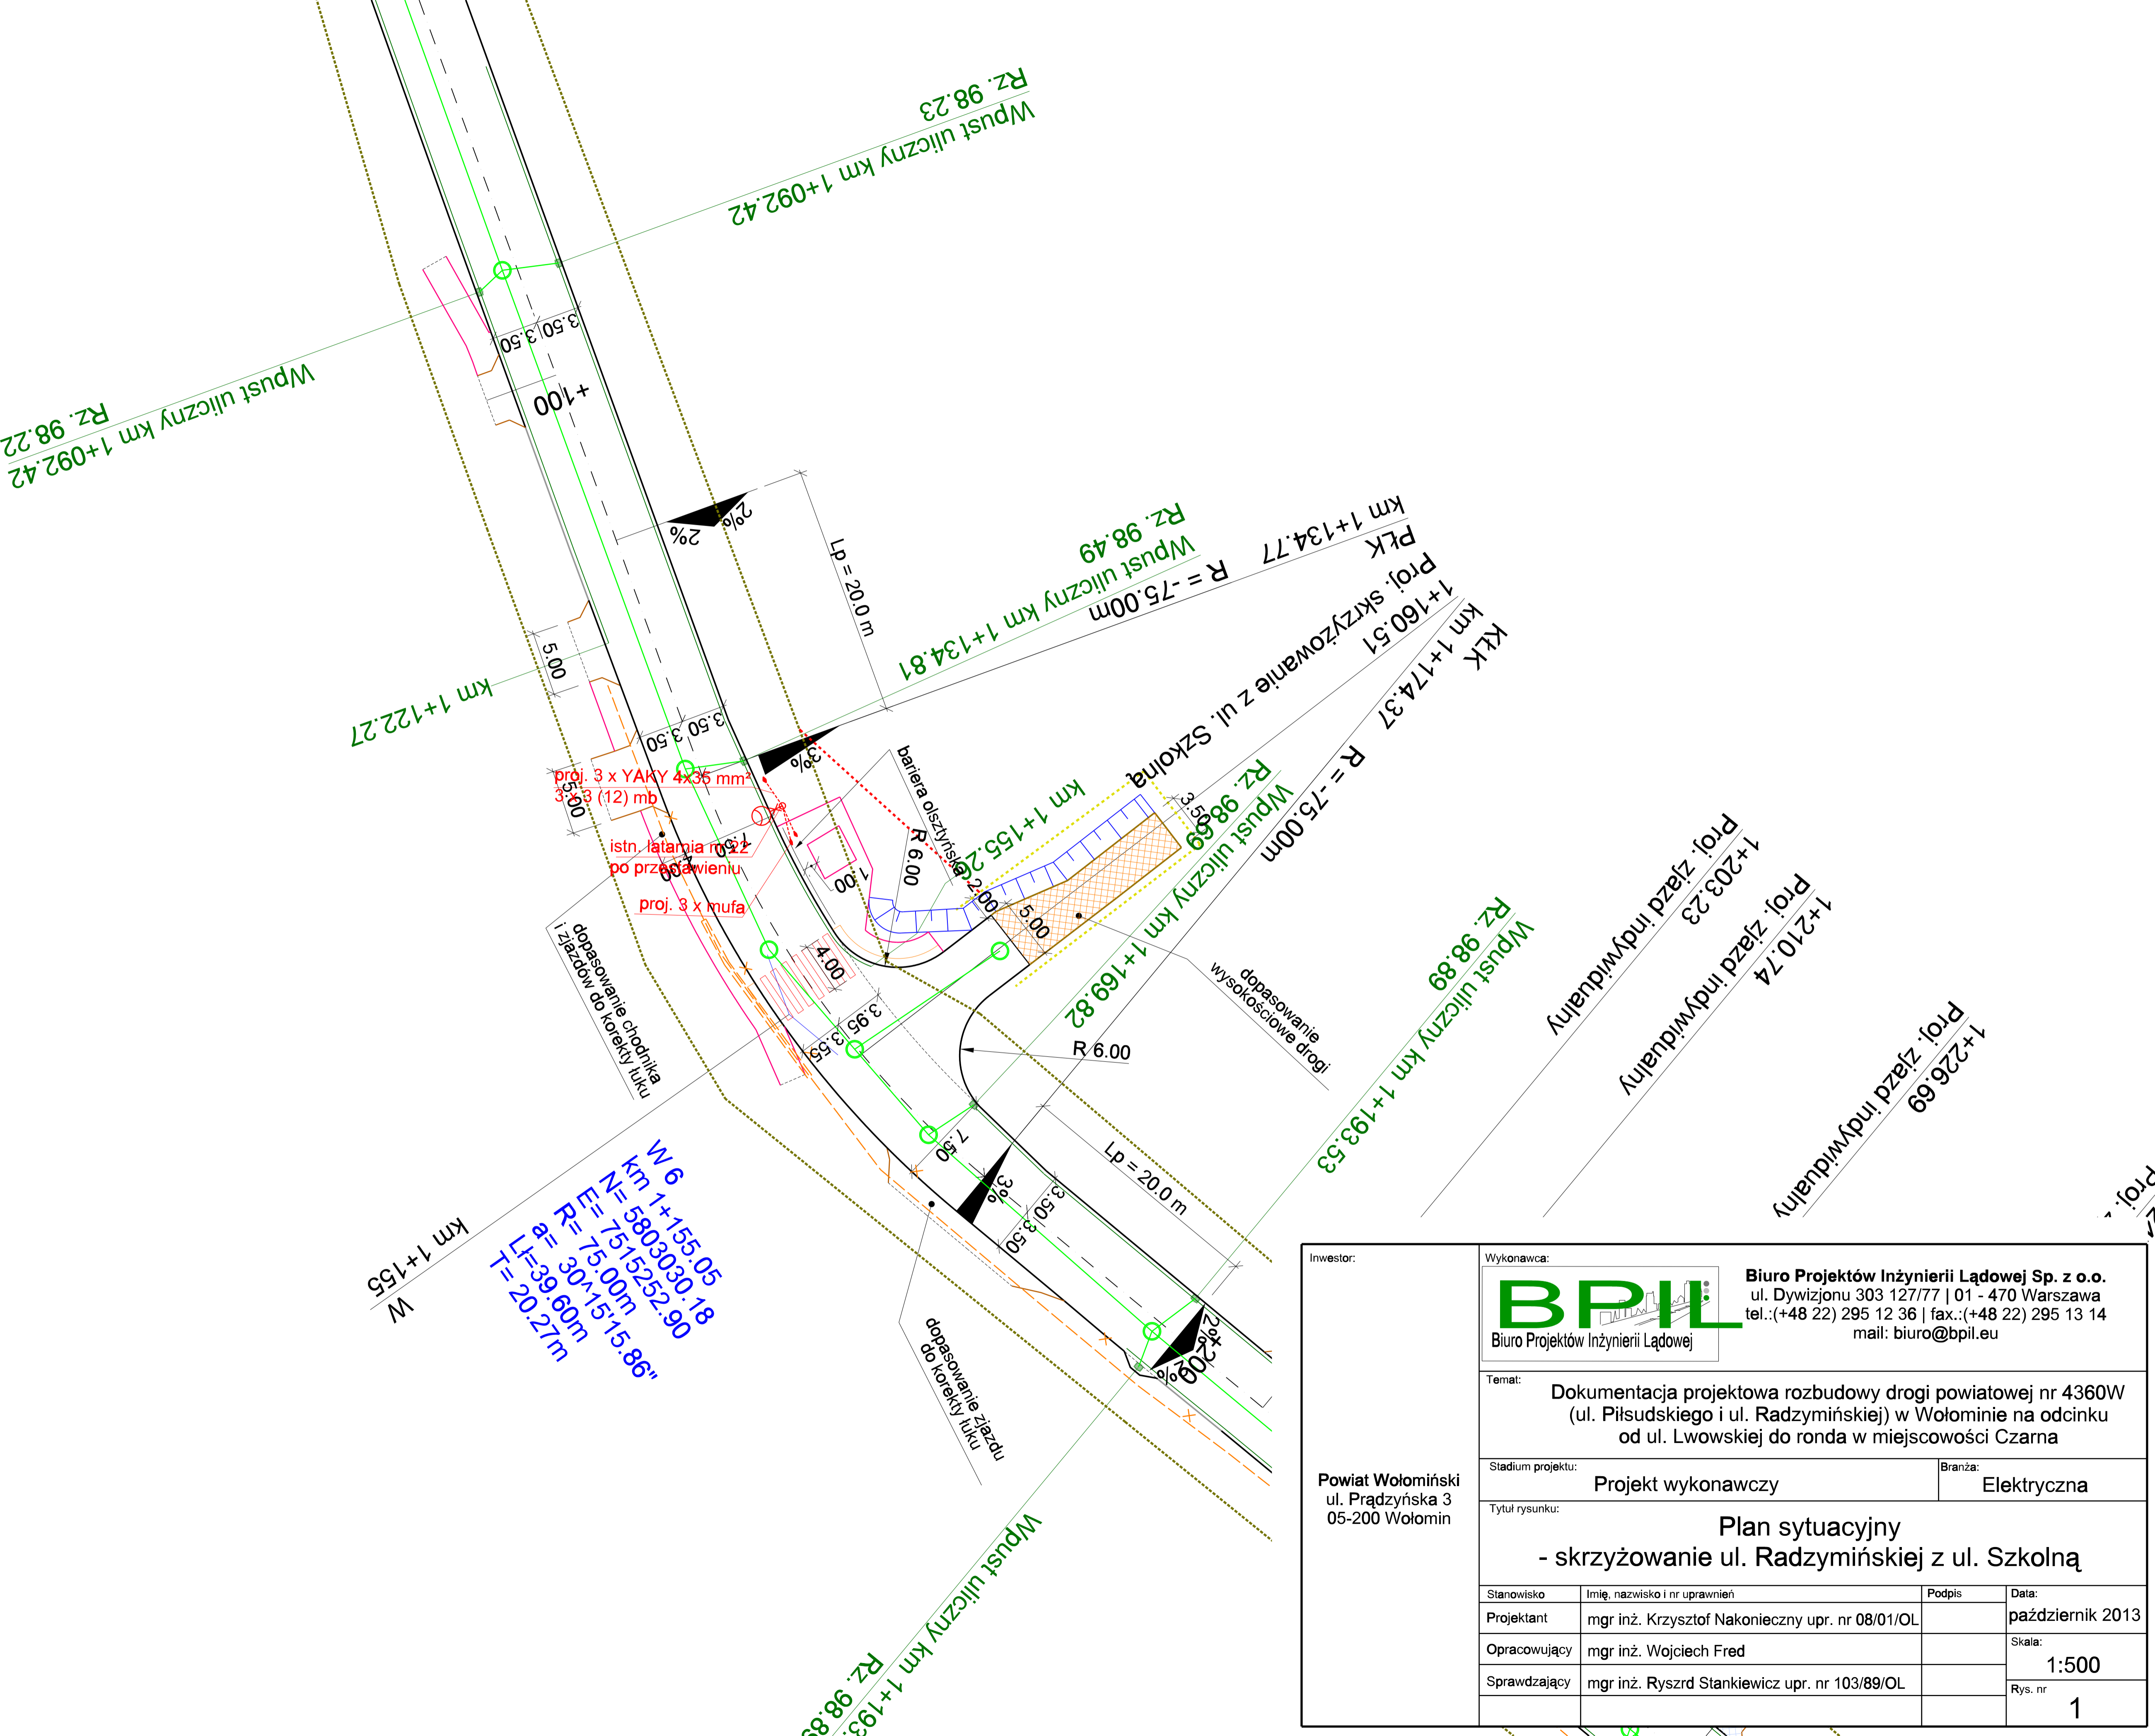 Rz. 98.23
Wpust uliczny km 1+092.42
Wpust uliczny km 1+092.42
Rz. 98.22
3.50
3.50
+100
2%
2%
Lp = 20.0 m
5.00
km 1+122.27
Rz. 98.49
Wpust uliczny km 1+134.81
R = -75.00m
km 1+134.77
PŁK
Proj. skrzyżowanie z ul. Szkolną
1+160.51
km 1+174.37
KŁK
R = -75.00m
3.50
3.50
3%
proj. 3 x YAKY 4x35 mm²
3 x 3 (12) mb
5.00
istn. latarnia nr 22
po przestawieniu
proj. 3 x mufa
7.50
1.00
R 6.00
bariera olsztyńska
km 1+155.26
2.00
5.00
3.50
Rz. 98.69
Wpust uliczny km 1+169.82
4.00
3.95
3.55
R 6.00
dopasowanie
wysokościowe drogi
dopasowanie chodnika
i zjazdów do korekty łuku
W 6
km 1+155.05
N= 5803030.18
E= 7515252.90
R= 75.00m
a= 30^15'15.86"
Lł=39.60m
T= 20.27m
km 1+155
W
7.50
3%
3.50
3.50
Lp = 20.0 m
Rz. 98.89
Wpust uliczny km 1+193.53
Proj. zjazd indywidualny
1+203.23
Proj. zjazd indywidualny
1+210.74
Proj. zjazd indywidualny
1+226.69
Proj.
2%
+200
2%
dopasowanie zjazdu
do korekty łuku
Wpust uliczny km 1+193.
Rz. 98.89
Inwestor:
Powiat Wołomiński
ul. Prądzyńska 3
05-200 Wołomin
Wykonawca:
BPIL
Biuro Projektów Inżynierii Lądowej
Biuro Projektów Inżynierii Lądowej Sp. z o.o.
ul. Dywizjonu 303 127/77 | 01 - 470 Warszawa
tel.:(+48 22) 295 12 36 | fax.:(+48 22) 295 13 14
mail: biuro@bpil.eu
Temat:
Dokumentacja projektowa rozbudowy drogi powiatowej nr 4360W
(ul. Piłsudskiego i ul. Radzymińskiej) w Wołominie na odcinku
od ul. Lwowskiej do ronda w miejscowości Czarna
Stadium projektu:
Projekt wykonawczy
Branża:
Elektryczna
Tytuł rysunku:
Plan sytuacyjny
- skrzyżowanie ul. Radzymińskiej z ul. Szkolną
Stanowisko
Imię, nazwisko i nr uprawnień
Podpis
Data:
Projektant
mgr inż. Krzysztof Nakonieczny upr. nr 08/01/OL
październik 2013
Opracowujący
mgr inż. Wojciech Fred
Skala:
1:500
Sprawdzający
mgr inż. Ryszrd Stankiewicz upr. nr 103/89/OL
Rys. nr
1